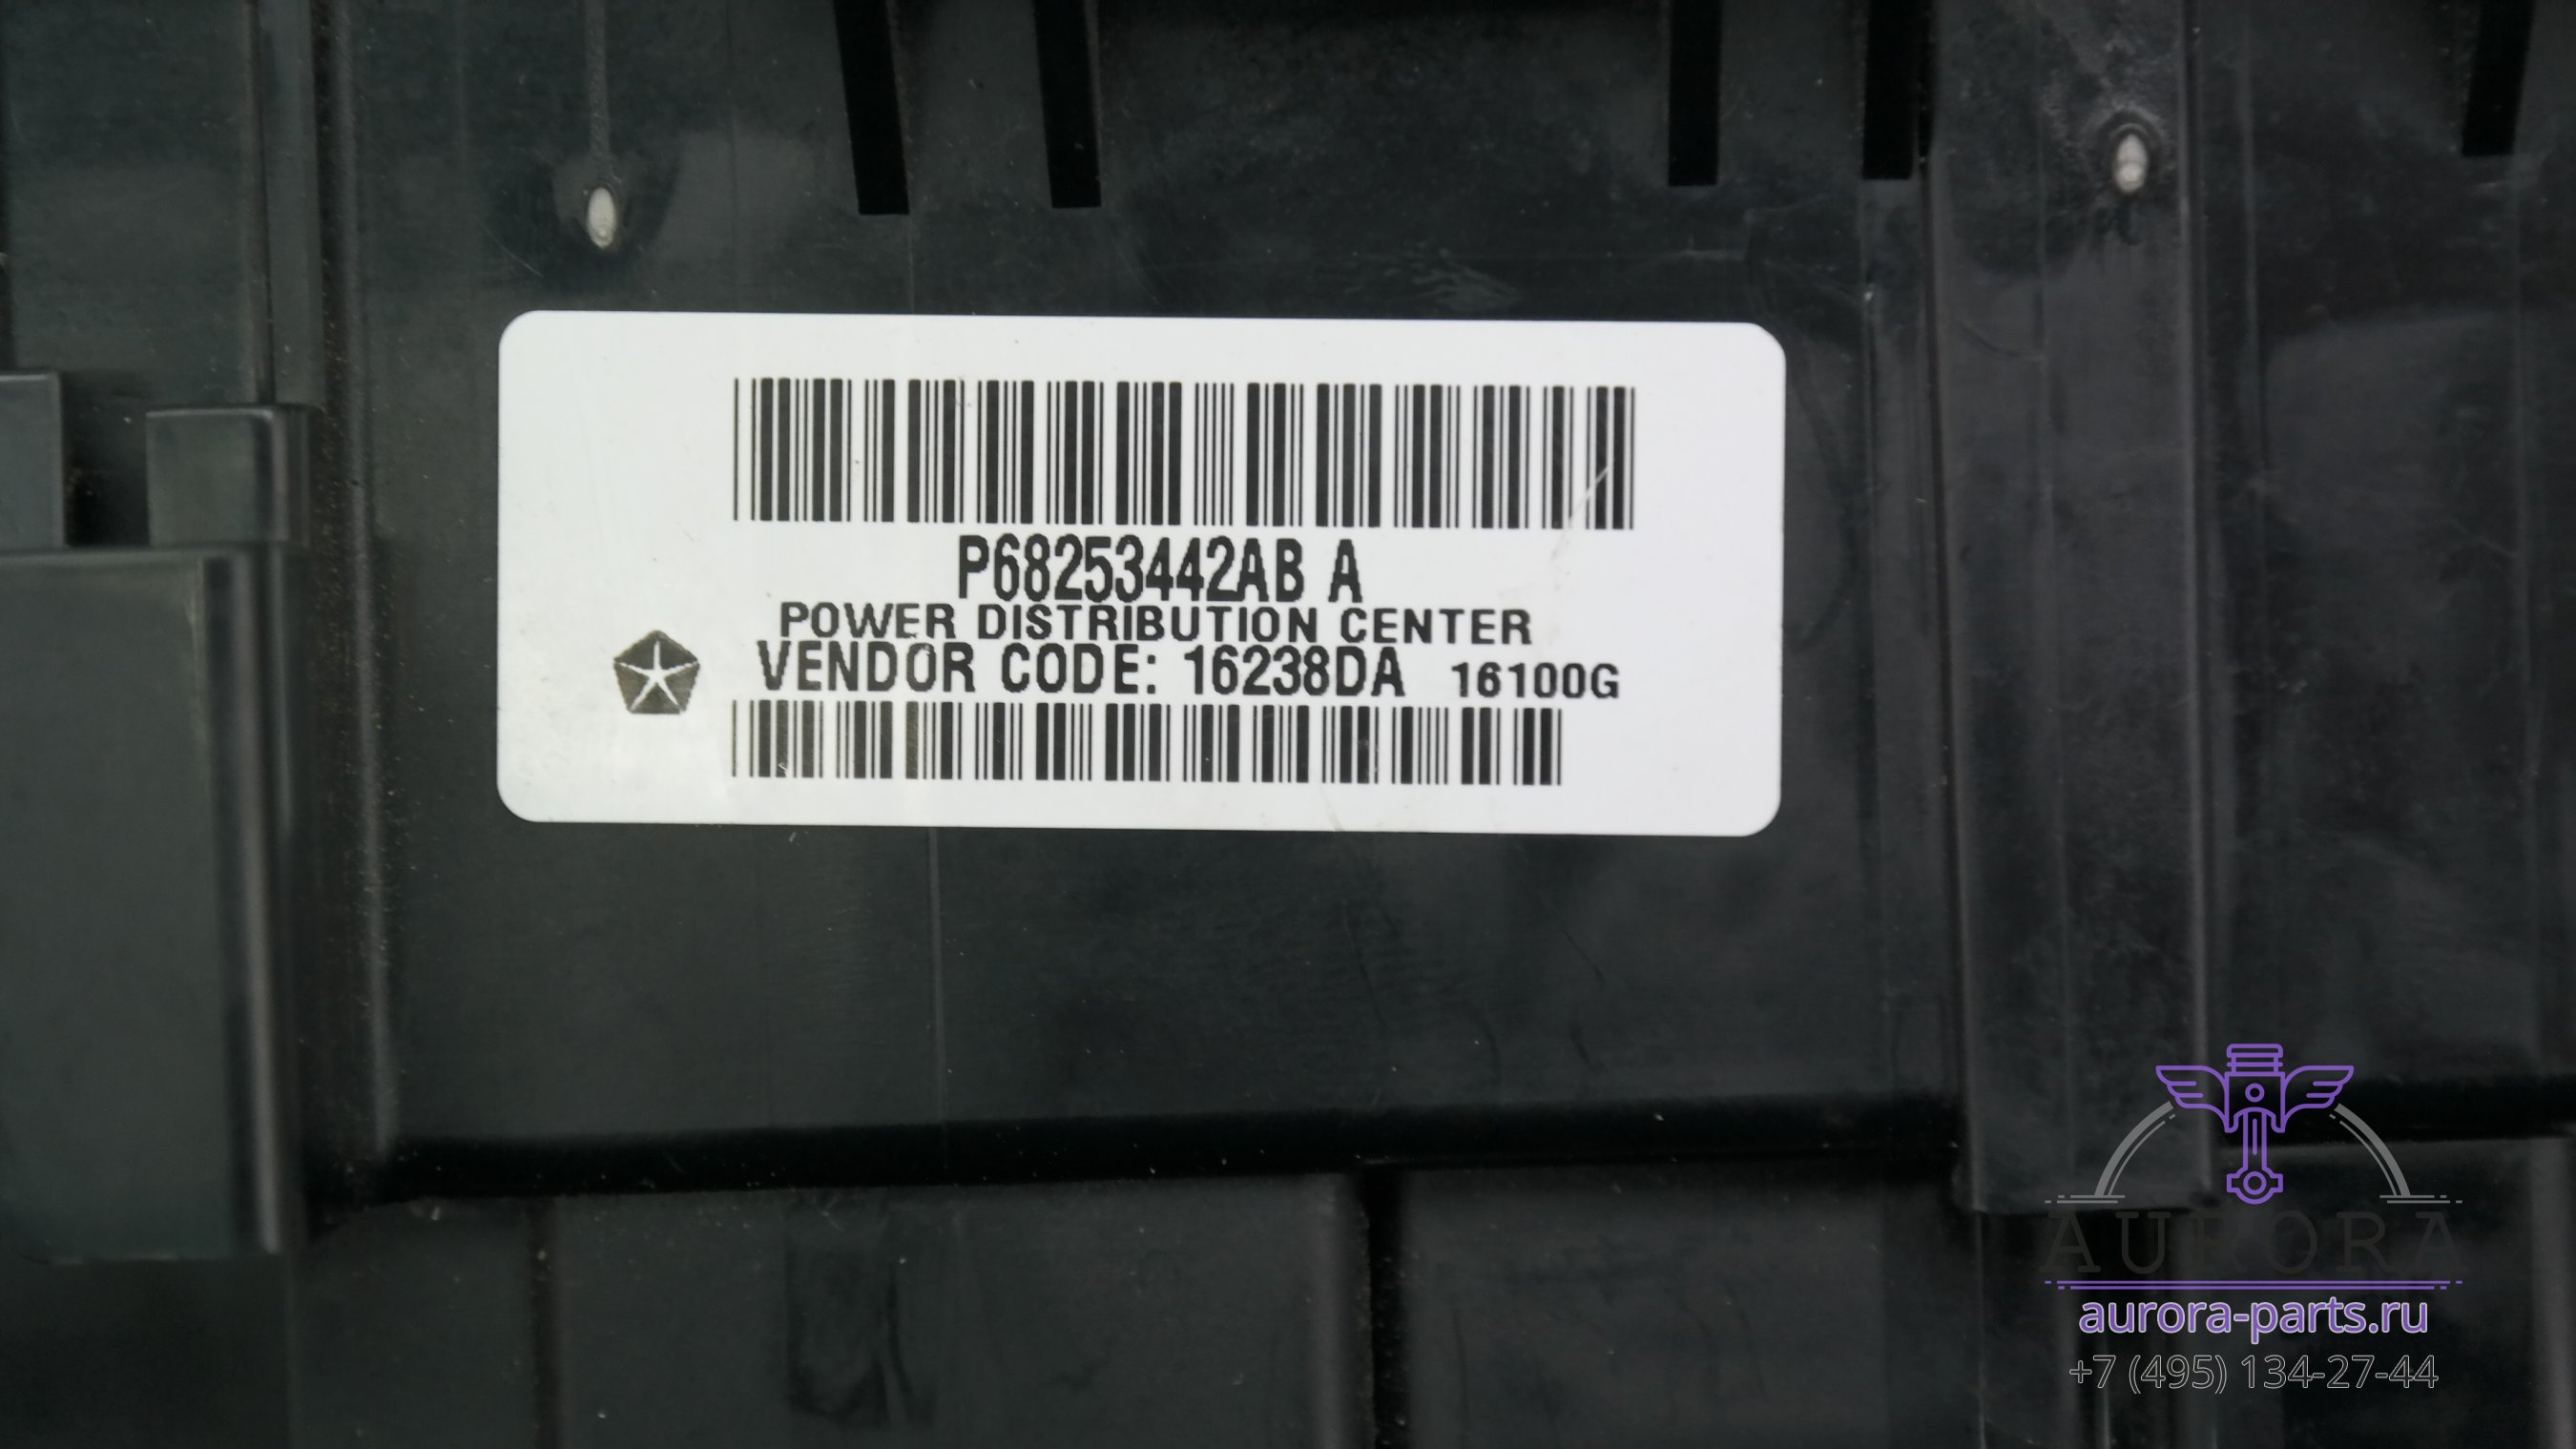 P68253442AB A
POWER DISTRIBUTION CENTER
VENDOR CODE: 16238DA 16100G
AURORA
aurora-parts.ru
+7 (495) 134-27-44